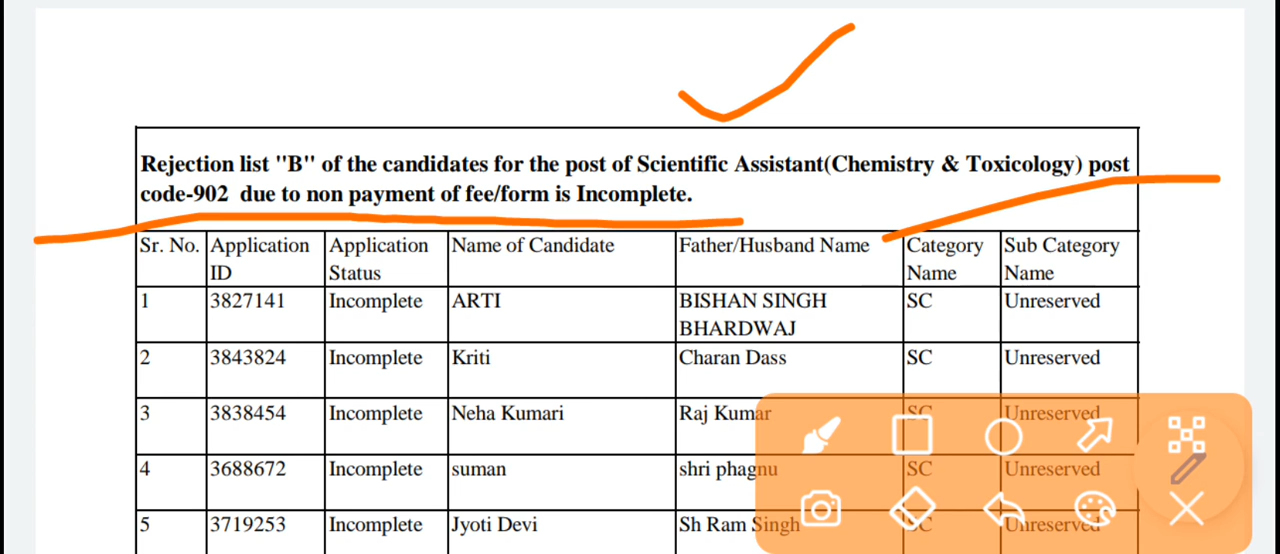 Rejection list "B" of the candidates for the post of Scientific Assistant(Chemistry & Toxicology) post
code-902 due to non payment of fee/form is Incomplete.
Sr. No. Application ID Application Status Name of Candidate Father/Husband Name Category Name Sub Category Name
1 3827141 Incomplete ARTI BISHAN SINGH BHARDWAJ SC Unreserved
2 3843824 Incomplete Kriti Charan Dass SC Unreserved
3 3838454 Incomplete Neha Kumari Raj Kumar SC Unreserved
4 3688672 Incomplete suman shri phagnu SC Unreserved
5 3719253 Incomplete Jyoti Devi Sh Ram Singh SC Unreserved